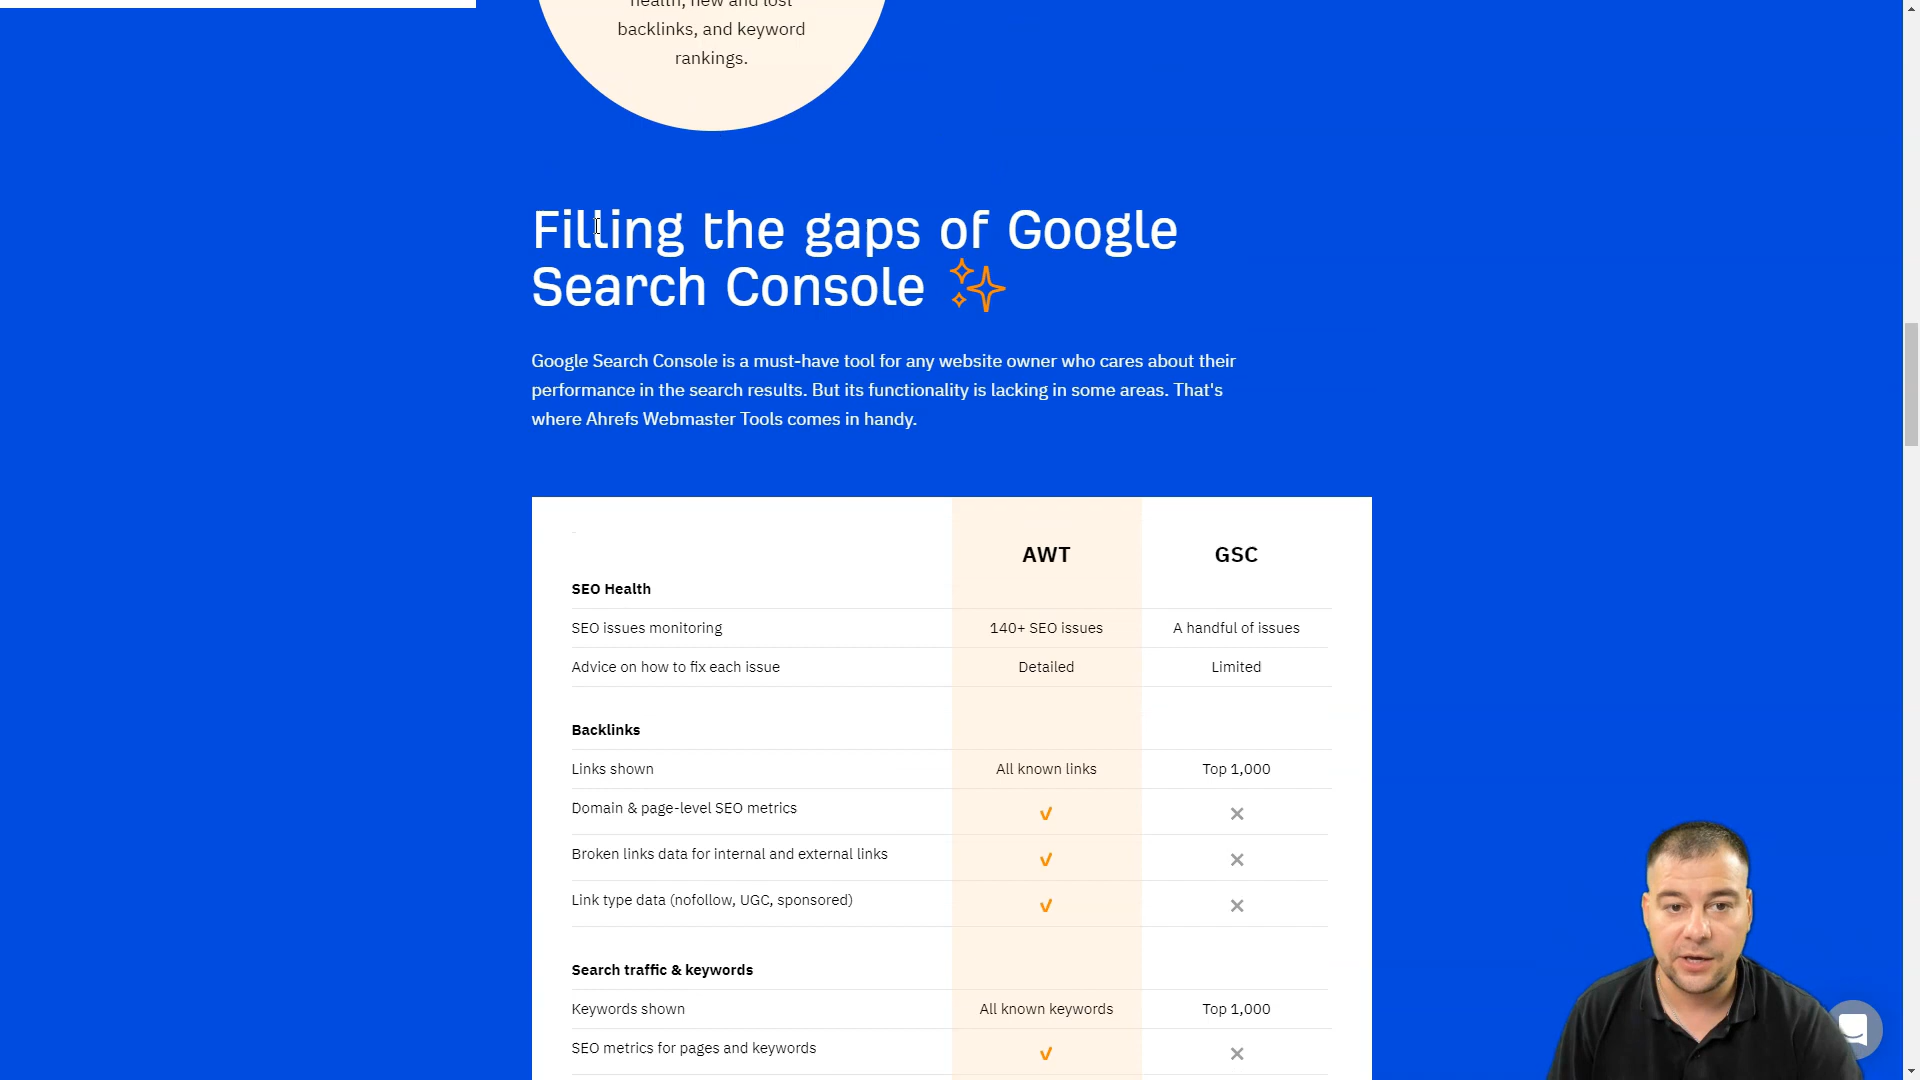 health, new and lost
backlinks, and keyword
rankings.
Filling the gaps of Google
Search Console
Google Search Console is a must-have tool for any website owner who cares about their
performance in the search results. But its functionality is lacking in some areas. That's
where Ahrefs Webmaster Tools comes in handy.
AWT GSC
SEO Health
SEO issues monitoring 140+ SEO issues A handful of issues
Advice on how to fix each issue Detailed Limited
Backlinks
Links shown All known links Top 1,000
Domain & page-level SEO metrics
Broken links data for internal and external links
Link type data (nofollow, UGC, sponsored)
Search traffic & keywords
Keywords shown All known keywords Top 1,000
SEO metrics for pages and keywords